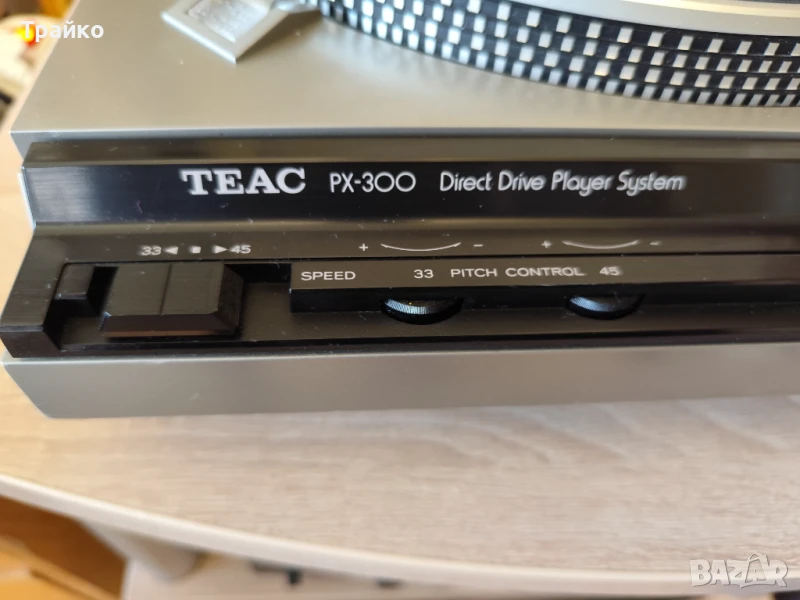 Трайко
TEAC PX-300 Direct Drive Player System
33 ◄ ■ ► 45 + - + -
SPEED 33 PITCH CONTROL 45
BAZAR